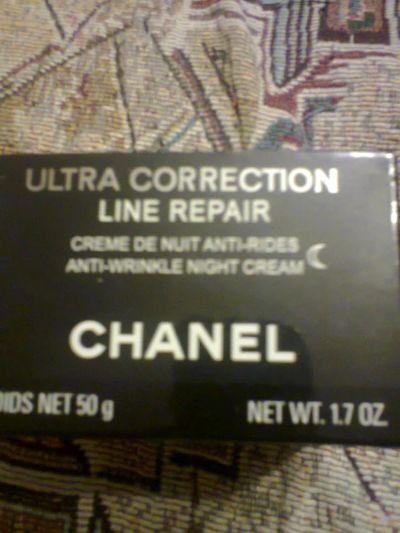 ULTRA CORRECTION
LINE REPAIR
CREME DE NUIT ANTI-RIDES
ANTI-WRINKLE NIGHT CREAM
CHANEL
OIDS NET 50 g
NET WT. 1.7 OZ.